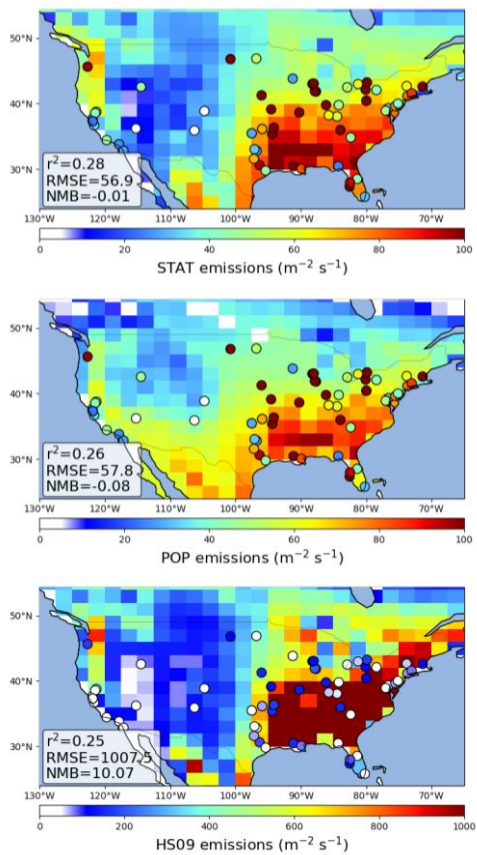 50°N
40°N
30°N
r²=0.28
RMSE=56.9
NMB=-0.01
130°W 120°W 110°W 100°W 90°W 80°W 70°W
0 20 40 60 80 100
STAT emissions (m⁻² s⁻¹)
50°N
40°N
30°N
r²=0.26
RMSE=57.8
NMB=-0.08
130°W 120°W 110°W 100°W 90°W 80°W 70°W
0 20 40 60 80 100
POP emissions (m⁻² s⁻¹)
50°N
40°N
30°N
r²=0.25
RMSE=1007.5
NMB=10.07
130°W 120°W 110°W 100°W 90°W 80°W 70°W
0 200 400 600 800 1000
HS09 emissions (m⁻² s⁻¹)